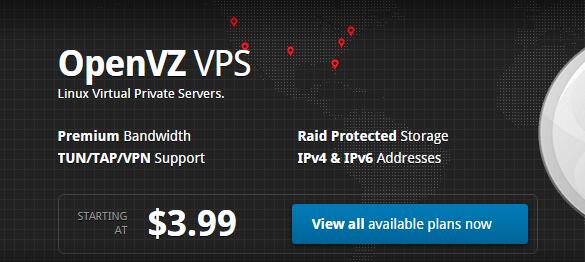 OpenVZ VPS
Linux Virtual Private Servers.
Premium Bandwidth
Raid Protected Storage
TUN/TAP/VPN Support
IPv4 & IPv6 Addresses
STARTING
AT
$3.99
View all available plans now